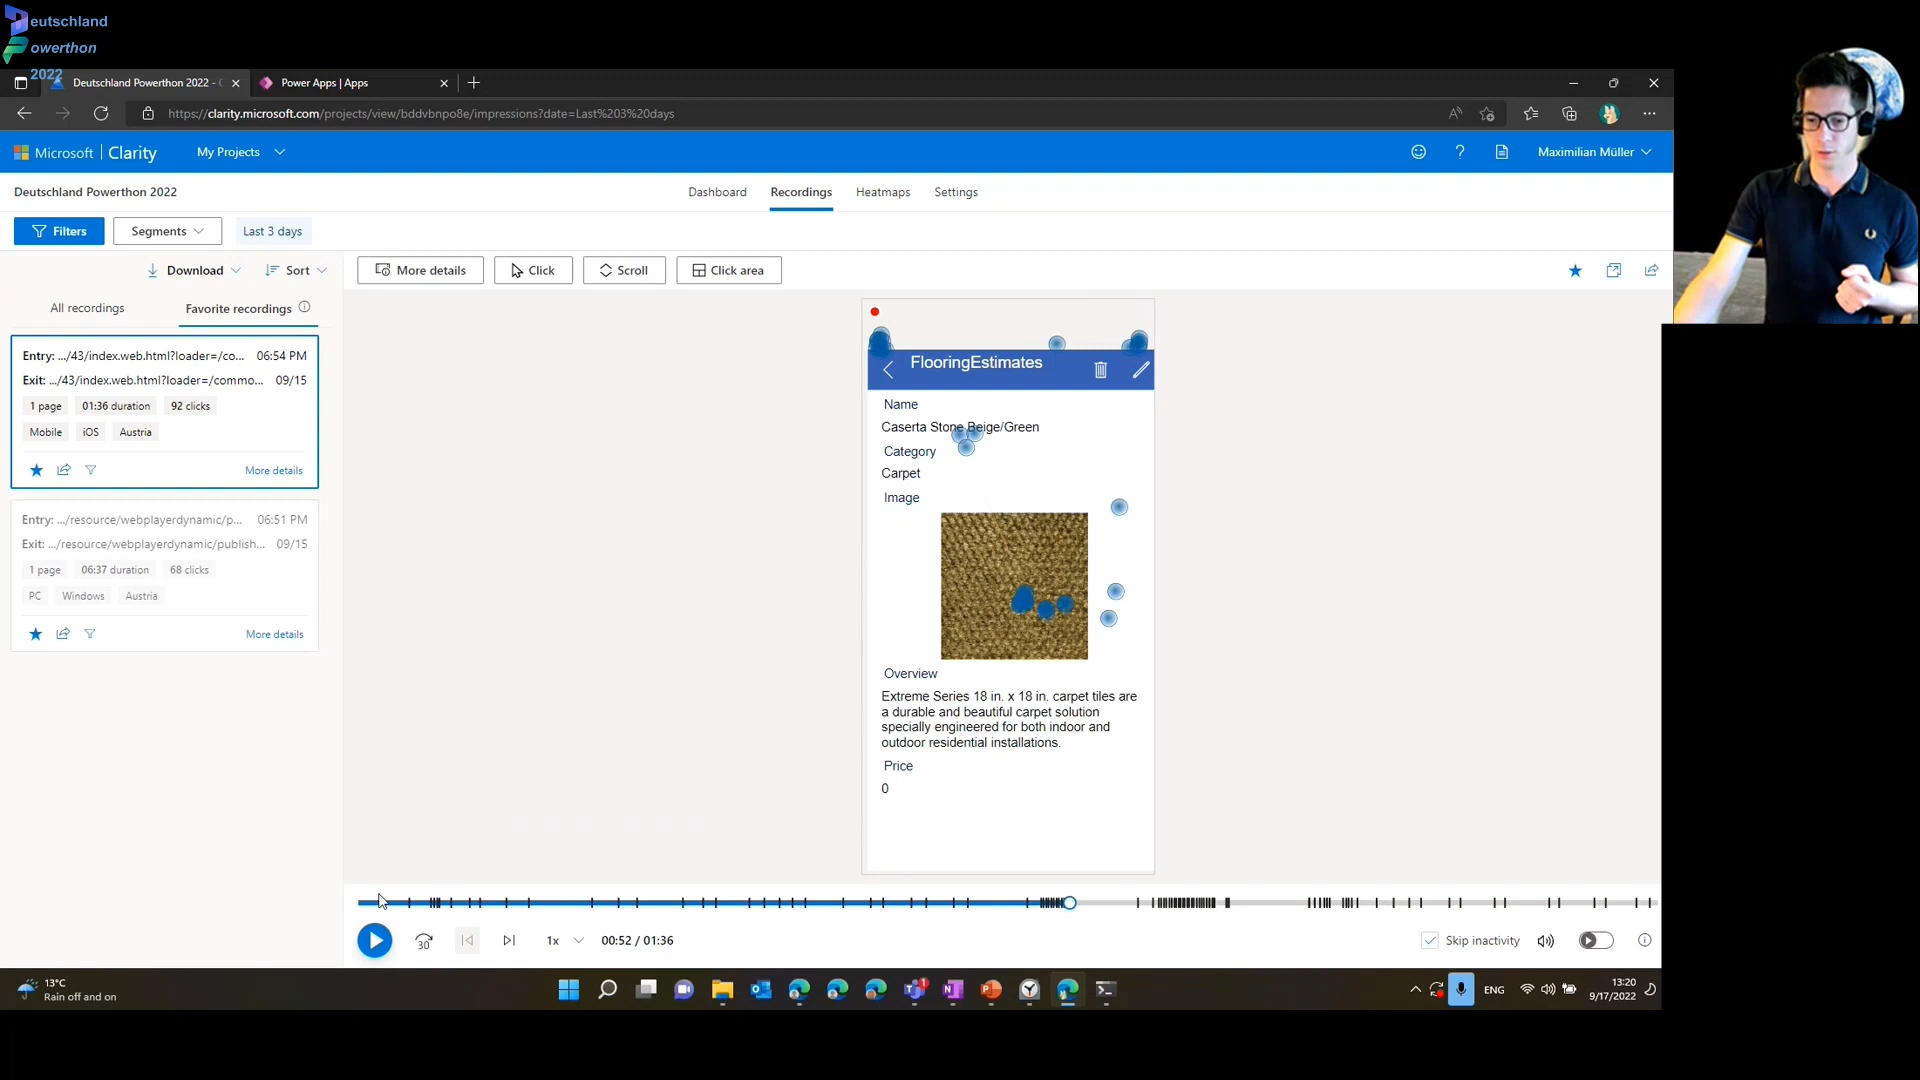 Deutschland
Powerthon
2022
Deutschland Powerthon 2022 - C
Power Apps | Apps
https://clarity.microsoft.com/projects/view/bddvbnpo8e/impressions?date=Last%203%20days
Microsoft | Clarity
My Projects
Maximilian Müller
Deutschland Powerthon 2022
Dashboard
Recordings
Heatmaps
Settings
Filters
Segments
Last 3 days
Download
Sort
More details
Click
Scroll
Click area
All recordings
Favorite recordings
Entry: .../43/index.web.html?loader=/co... 06:54 PM
Exit: .../43/index.web.html?loader=/commo... 09/15
1 page 01:36 duration 92 clicks
Mobile iOS Austria
More details
Entry: .../resource/webplayerdynamic/p... 06:51 PM
Exit: .../resource/webplayerdynamic/publish... 09/15
1 page 06:37 duration 68 clicks
PC Windows Austria
More details
FlooringEstimates
Name
Caserta Stone Beige/Green
Category
Carpet
Image
Overview
Extreme Series 18 in. x 18 in. carpet tiles are
a durable and beautiful carpet solution
specially engineered for both indoor and
outdoor residential installations.
Price
0
30
1x
00:52 / 01:36
Skip inactivity
13°C
Rain off and on
ENG
13:20
9/17/2022